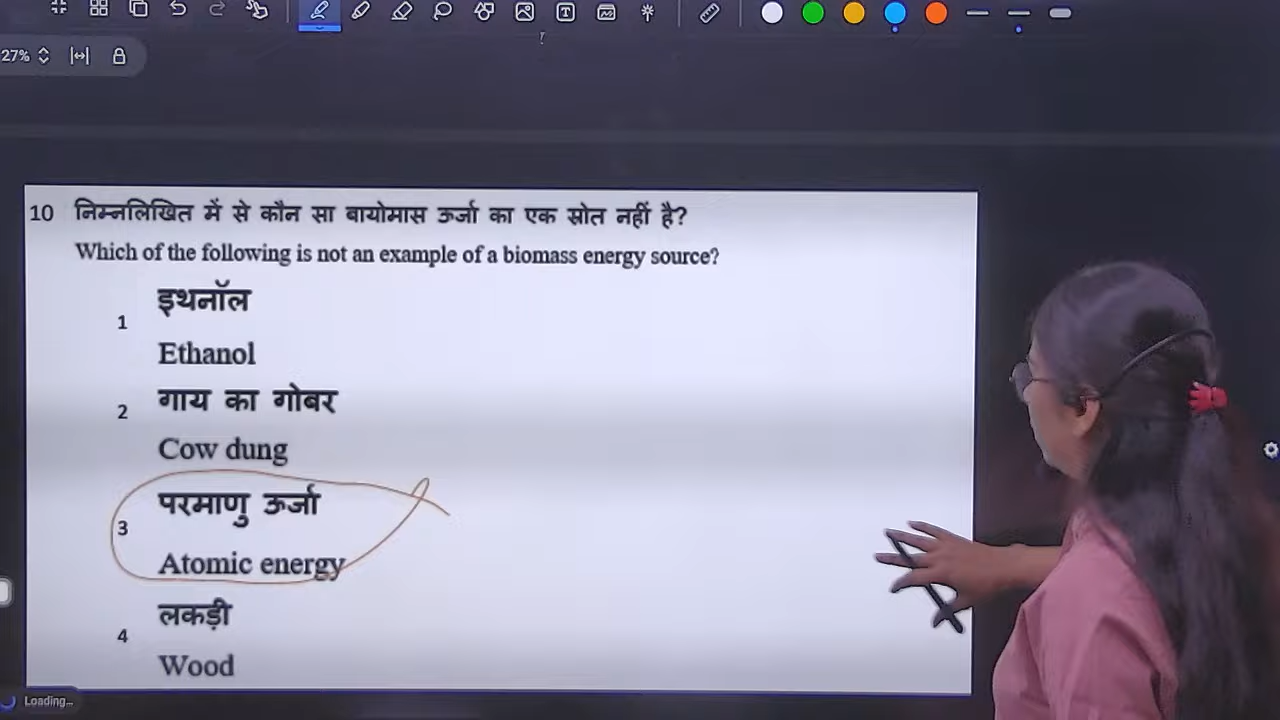 27%
10 निम्नलिखित में से कौन सा बायोमास ऊर्जा का एक स्रोत नहीं है?
Which of the following is not an example of a biomass energy source?
1 इथनॉल
Ethanol
2 गाय का गोबर
Cow dung
3 परमाणु ऊर्जा
Atomic energy
4 लकड़ी
Wood
Loading...